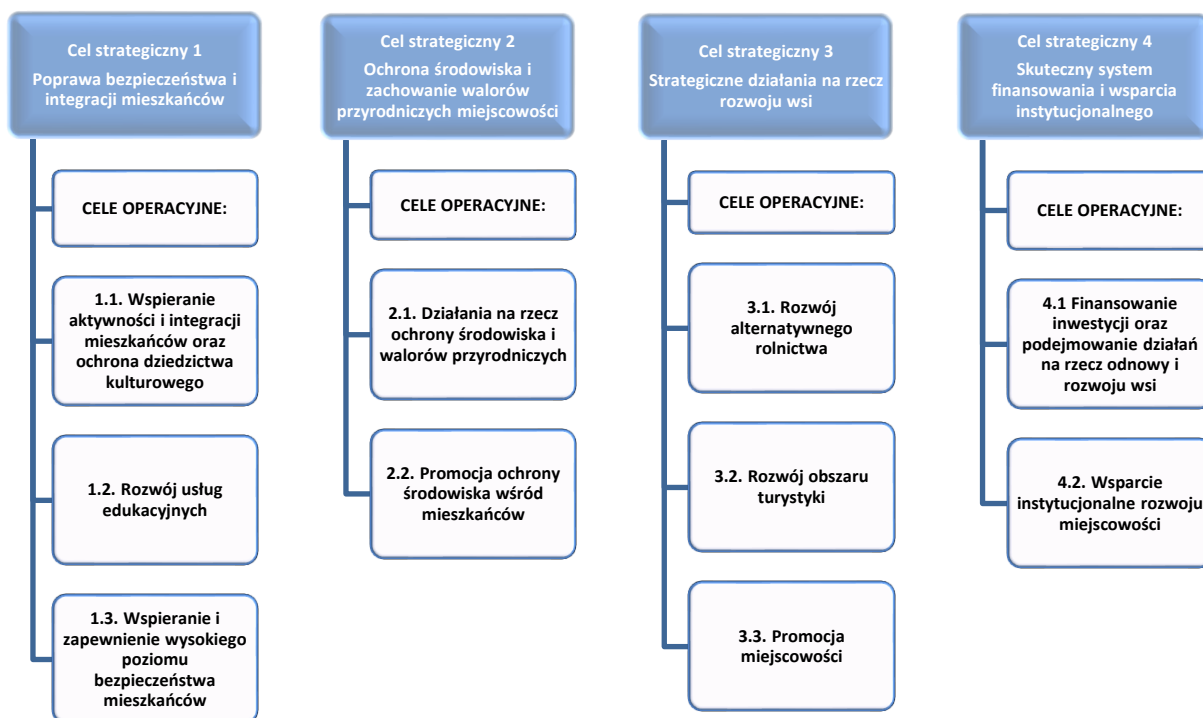 Cel strategiczny 1
Poprawa bezpieczeństwa i
integracji mieszkańców
CELE OPERACYJNE:
1.1. Wspieranie
aktywności i integracji
mieszkańców oraz
ochrona dziedzictwa
kulturowego
1.2. Rozwój usług
edukacyjnych
1.3. Wspieranie i
zapewnienie wysokiego
poziomu
bezpieczeństwa
mieszkańców
Cel strategiczny 2
Ochrona środowiska i
zachowanie walorów
przyrodniczych miejscowości
CELE OPERACYJNE:
2.1. Działania na rzecz
ochrony środowiska i
walorów przyrodniczych
2.2. Promocja ochrony
środowiska wśród
mieszkańców
Cel strategiczny 3
Strategiczne działania na rzecz
rozwoju wsi
CELE OPERACYJNE:
3.1. Rozwój
alternatywnego
rolnictwa
3.2. Rozwój obszaru
turystyki
3.3. Promocja
miejscowości
Cel strategiczny 4
Skuteczny system
finansowania i wsparcia
instytucjonalnego
CELE OPERACYJNE:
4.1 Finansowanie
inwestycji oraz
podejmowanie działań
na rzecz odnowy i
rozwoju wsi
4.2. Wsparcie
instytucjonalne rozwoju
miejscowości